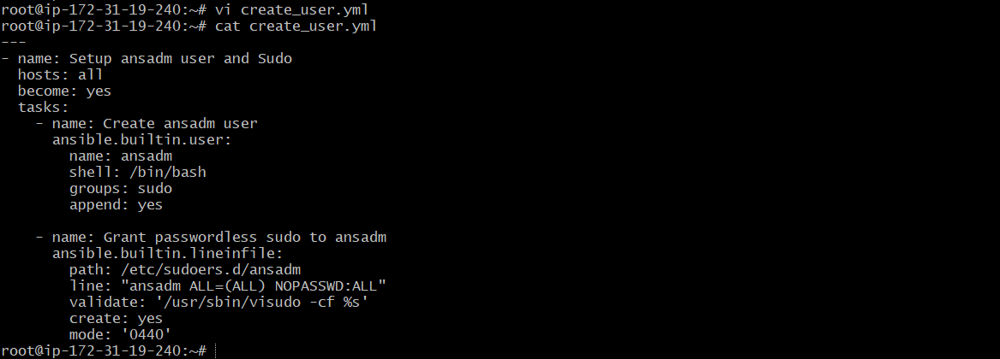 root@ip-172-31-19-240:~# vi create_user.yml
root@ip-172-31-19-240:~# cat create_user.yml
---
- name: Setup ansadm user and Sudo
  hosts: all
  become: yes
  tasks:
    - name: Create ansadm user
      ansible.builtin.user:
        name: ansadm
        shell: /bin/bash
        groups: sudo
        append: yes

    - name: Grant passwordless sudo to ansadm
      ansible.builtin.lineinfile:
        path: /etc/sudoers.d/ansadm
        line: "ansadm ALL=(ALL) NOPASSWD:ALL"
        validate: '/usr/sbin/visudo -cf %s'
        create: yes
        mode: '0440'
root@ip-172-31-19-240:~#